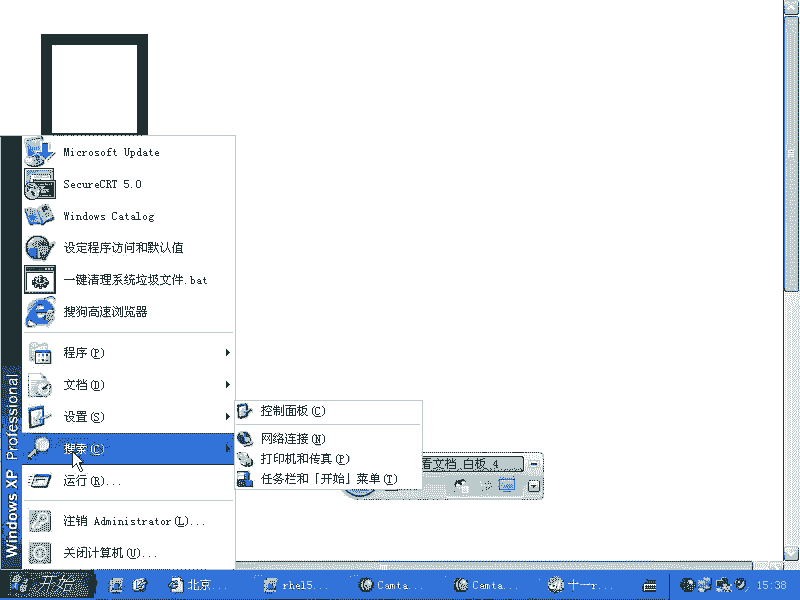 Microsoft Update
SecureCRT 5.0
Windows Catalog
设定程序访问和默认值
一键清理系统垃圾文件.bat
搜狗高速浏览器
程序(P)
文档(D)
设置(S)
搜索(C)
运行(R)...
注销 Administrator(L)...
关闭计算机(U)...
Windows XP Professional
控制面板(C)
网络连接(N)
打印机和传真(P)
任务栏和「开始」菜单(T)
看文档,白板,4
开始
北京...
rhel5...
Camta...
Camta...
十一r...
15:38